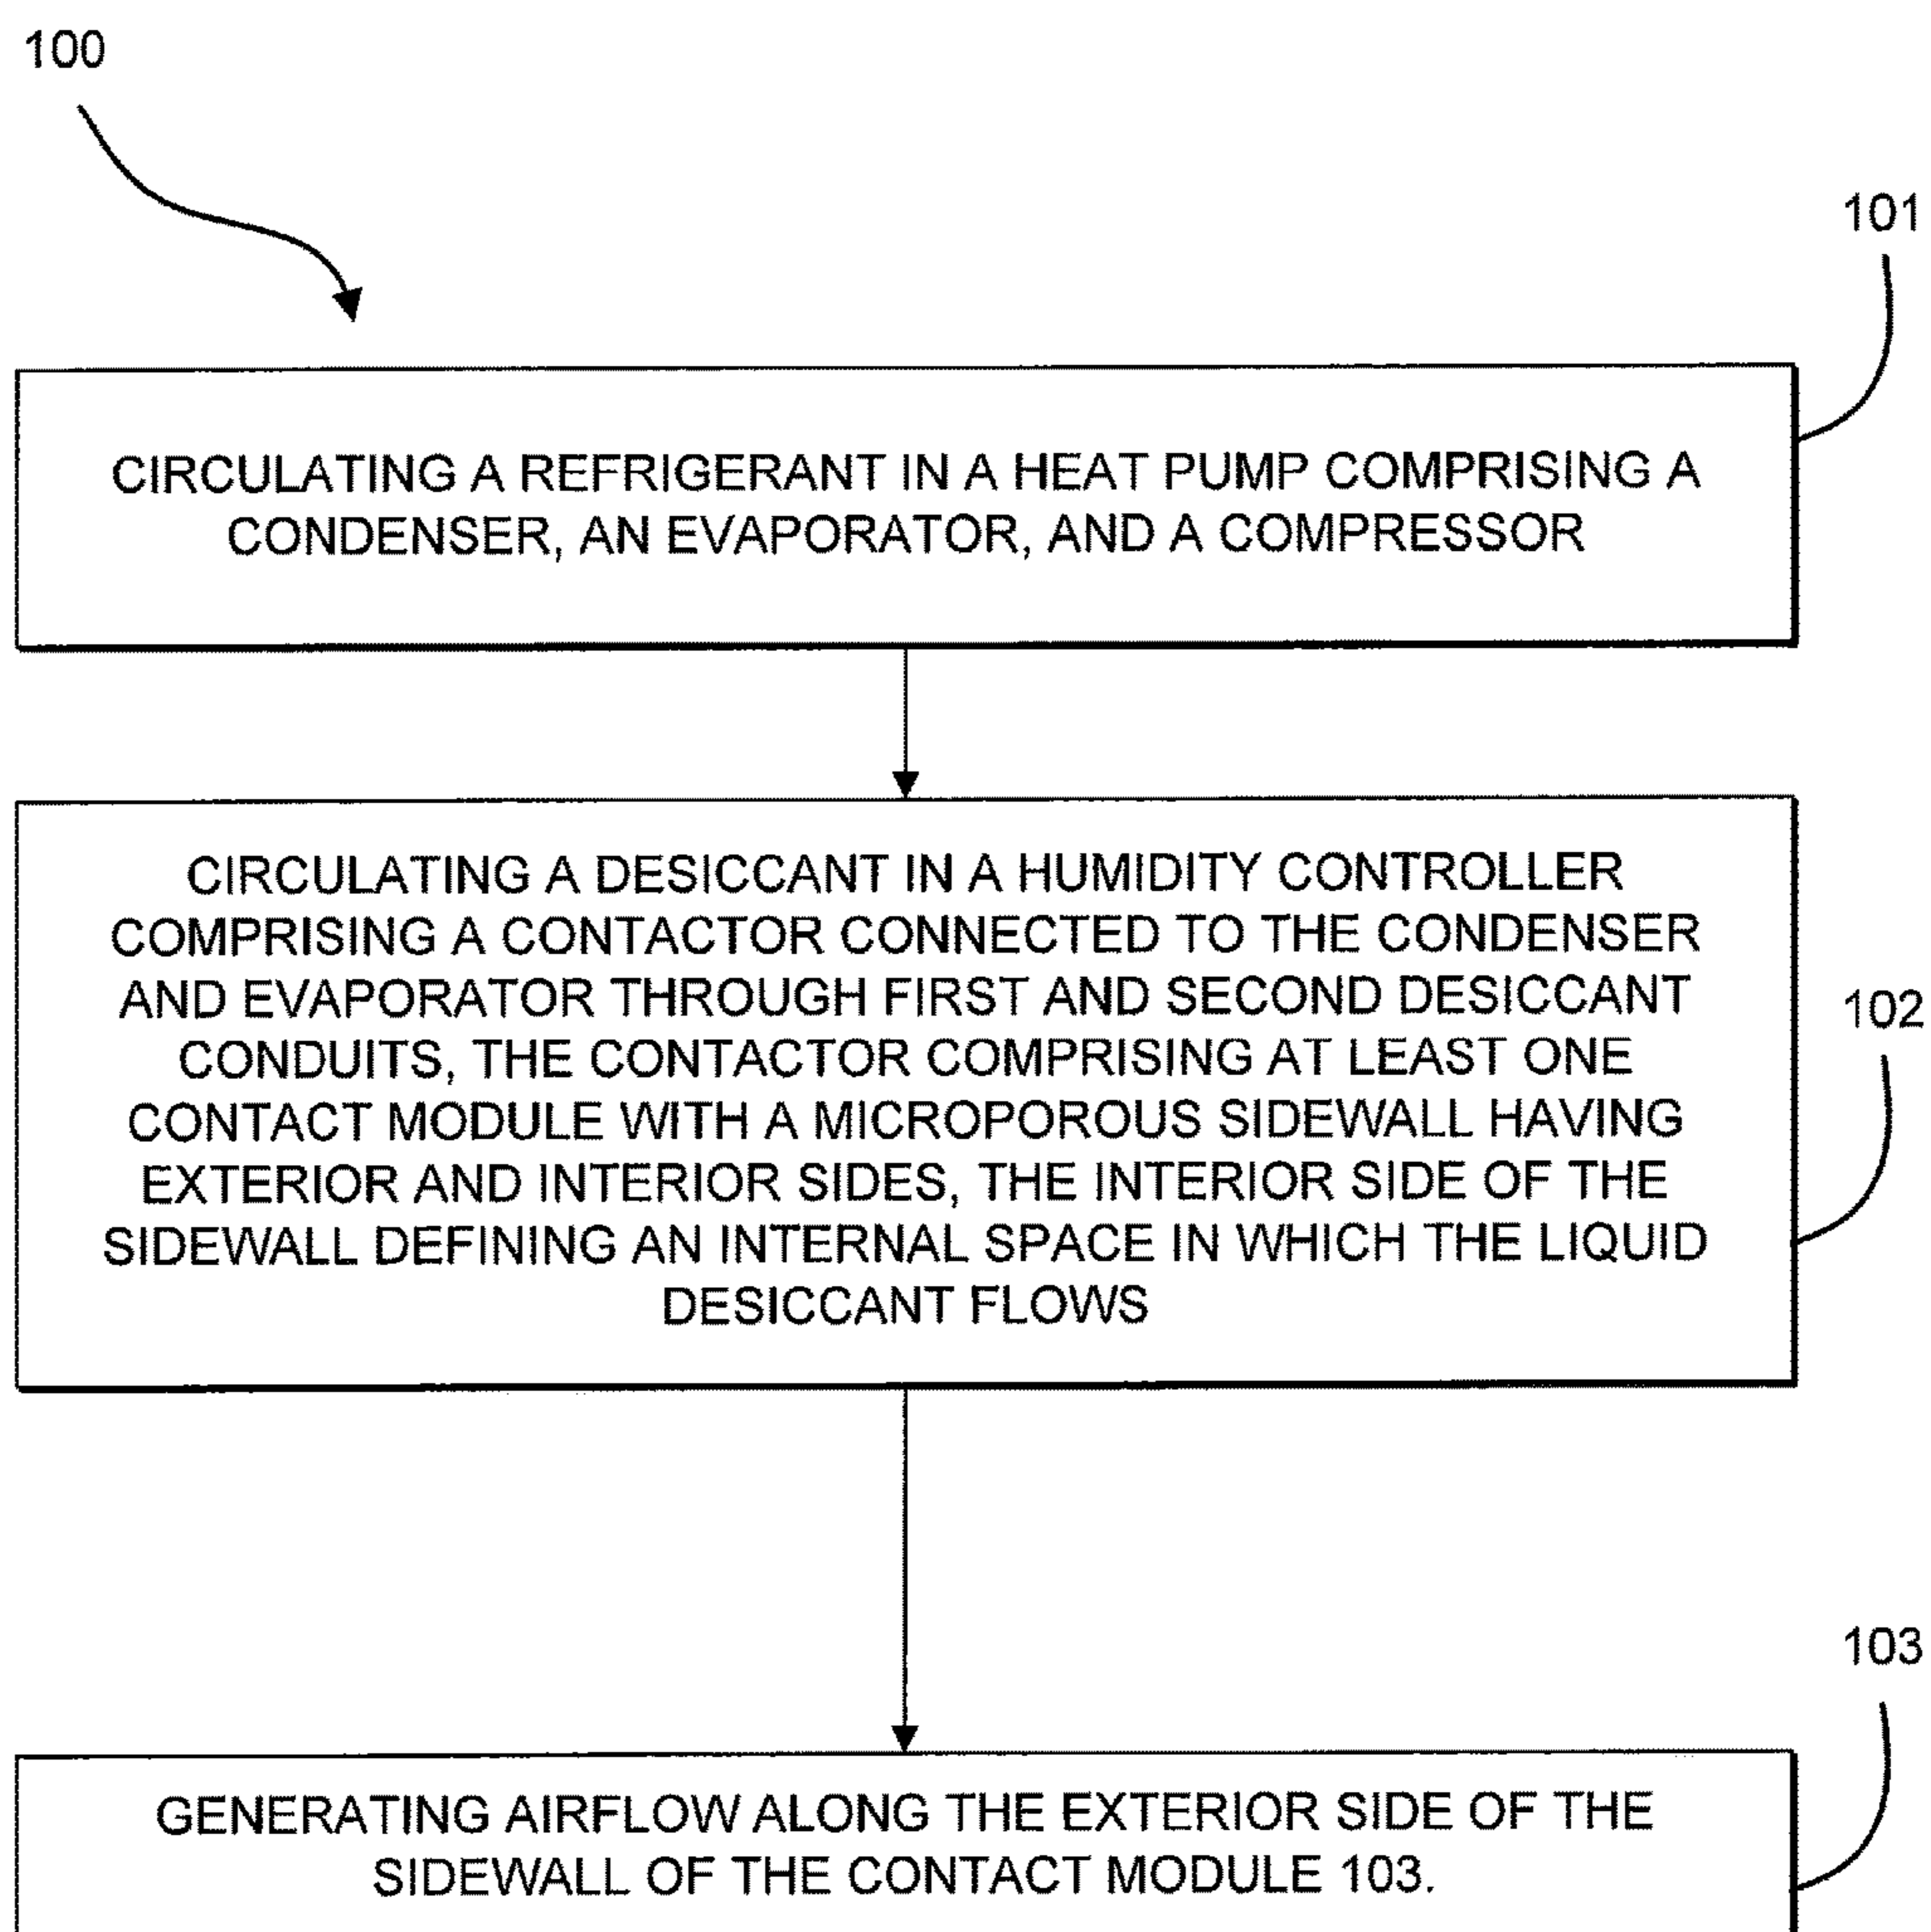 100
101
CIRCULATING A REFRIGERANT IN A HEAT PUMP COMPRISING A
CONDENSER, AN EVAPORATOR, AND A COMPRESSOR
CIRCULATING A DESICCANT IN A HUMIDITY CONTROLLER
COMPRISING A CONTACTOR CONNECTED TO THE CONDENSER
AND EVAPORATOR THROUGH FIRST AND SECOND DESICCANT
CONDUITS, THE CONTACTOR COMPRISING AT LEAST ONE
CONTACT MODULE WITH A MICROPOROUS SIDEWALL HAVING
EXTERIOR AND INTERIOR SIDES, THE INTERIOR SIDE OF THE
SIDEWALL DEFINING AN INTERNAL SPACE IN WHICH THE LIQUID
DESICCANT FLOWS
102
103
GENERATING AIRFLOW ALONG THE EXTERIOR SIDE OF THE
SIDEWALL OF THE CONTACT MODULE 103.